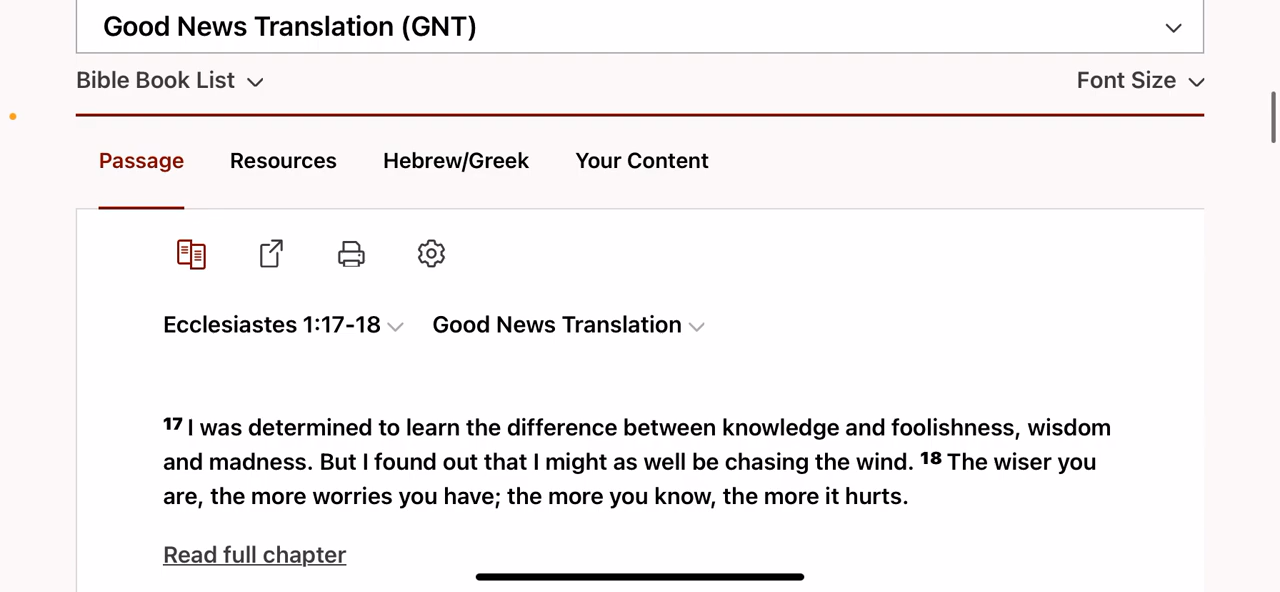 Good News Translation (GNT)
Bible Book List
Font Size
Passage
Resources
Hebrew/Greek
Your Content
Ecclesiastes 1:17-18
Good News Translation
17 I was determined to learn the difference between knowledge and foolishness, wisdom
and madness. But I found out that I might as well be chasing the wind. 18 The wiser you
are, the more worries you have; the more you know, the more it hurts.
Read full chapter